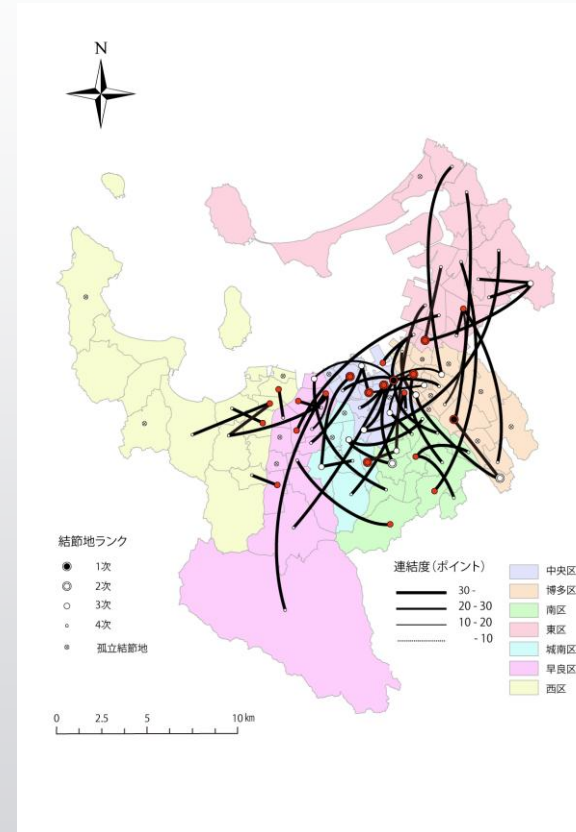 N
結節地ランク
1次
2次
3次
4次
孤立結節地
0 2.5 5 10 km
連結度(ポイント)
30 -
20 - 30
10 - 20
- 10
中央区
博多区
南区
東区
城南区
早良区
西区